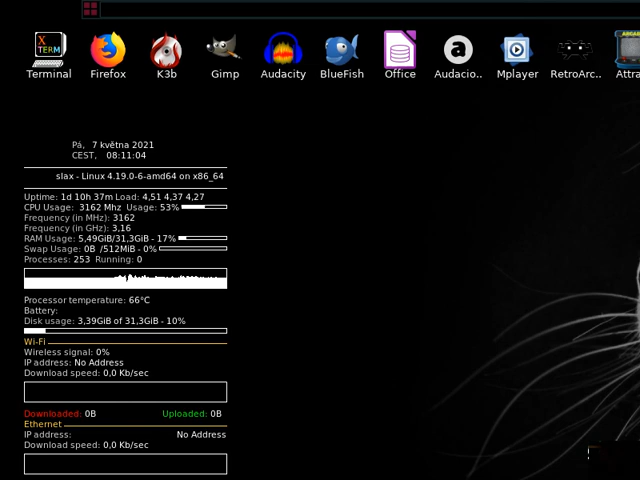 Terminal Firefox K3b Gimp Audacity BlueFish Office Audacio.. Mplayer RetroArc.. Attra
Pá, 7 května 2021
CEST, 08:11:04
slax - Linux 4.19.0-6-amd64 on x86_64
Uptime: 1d 10h 37m Load: 4,51 4,37 4,27
CPU Usage: 3162 Mhz Usage: 53%
Frequency (in MHz): 3162
Frequency (in GHz): 3,16
RAM Usage: 5,49GiB/31,3GiB - 17%
Swap Usage: 0B /512MiB - 0%
Processes: 253 Running: 0
Processor temperature: 66°C
Battery:
Disk usage: 3,39GiB of 31,3GiB - 10%
Wi-Fi
Wireless signal: 0%
IP address: No Address
Download speed: 0,0 Kb/sec
Downloaded: 0B Uploaded: 0B
Ethernet
IP address: No Address
Download speed: 0,0 Kb/sec